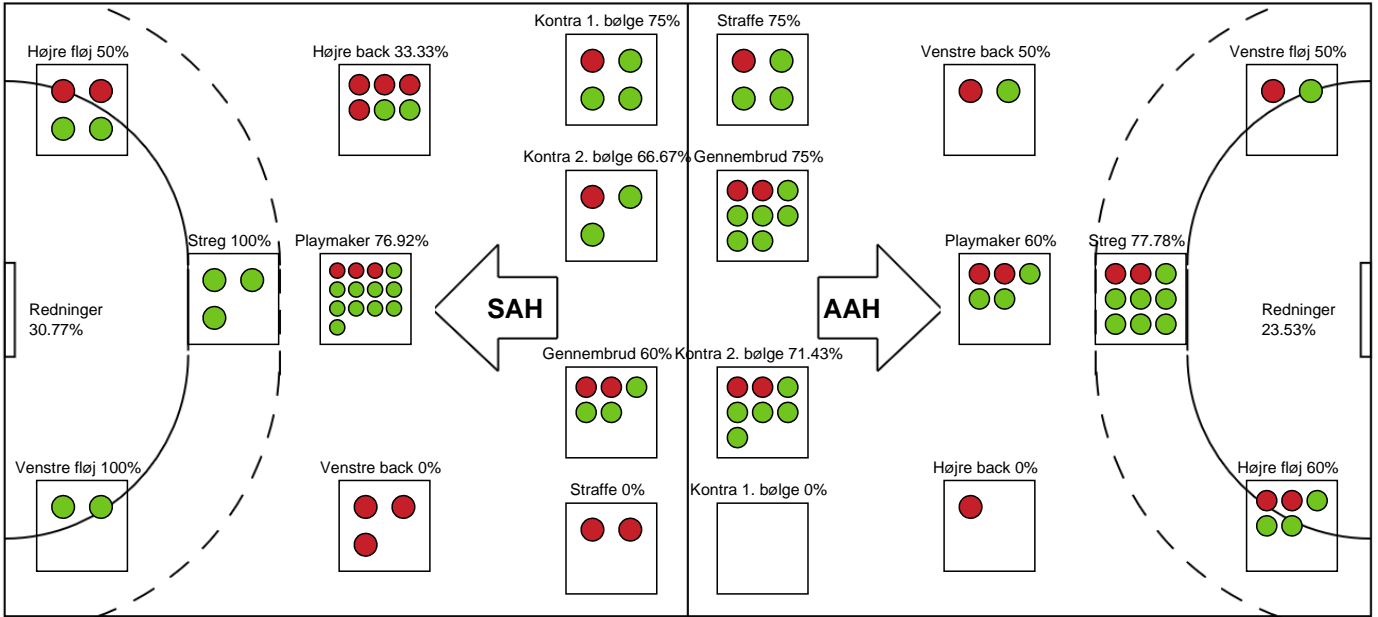 Kontra 1. bølge 75%
Straffe 75%
Højre fløj 50%
Højre back 33.33%
Venstre back 50%
Venstre fløj 50%
Kontra 2. bølge 66.67%
Gennembrud 75%
Streg 100%
Playmaker 76.92%
Playmaker 60%
Streg 77.78%
Redninger
30.77%
SAH
AAH
Redninger
23.53%
Gennembrud 60%
Kontra 2. bølge 71.43%
Venstre fløj 100%
Venstre back 0%
Straffe 0%
Kontra 1. bølge 0%
Højre back 0%
Højre fløj 60%